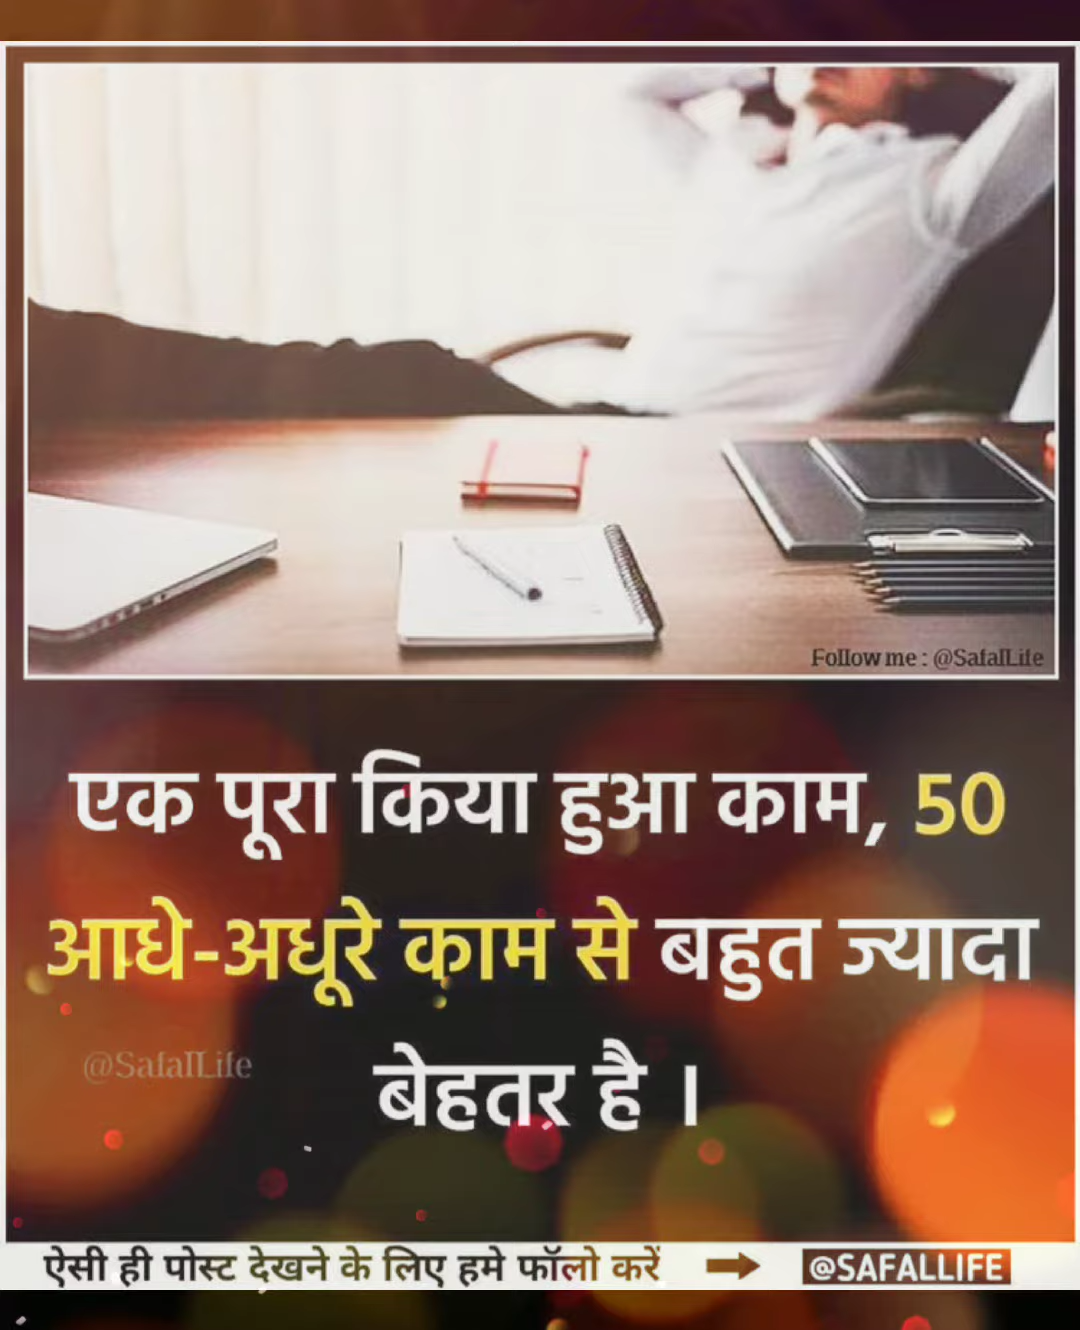 Follow me : @SafalLife
एक पूरा किया हुआ काम, 50
आधे-अधूरे काम से बहुत ज्यादा
@SafalLife
बेहतर है ।
ऐसी ही पोस्ट देखने के लिए हमे फॉलो करें @SAFALLIFE